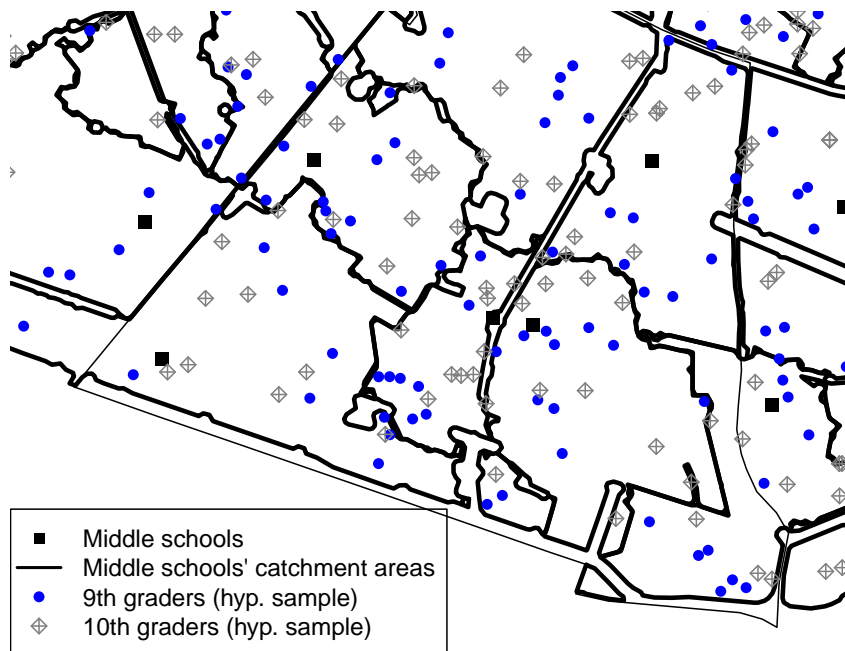 Middle schools
Middle schools' catchment areas
9th graders (hyp. sample)
10th graders (hyp. sample)